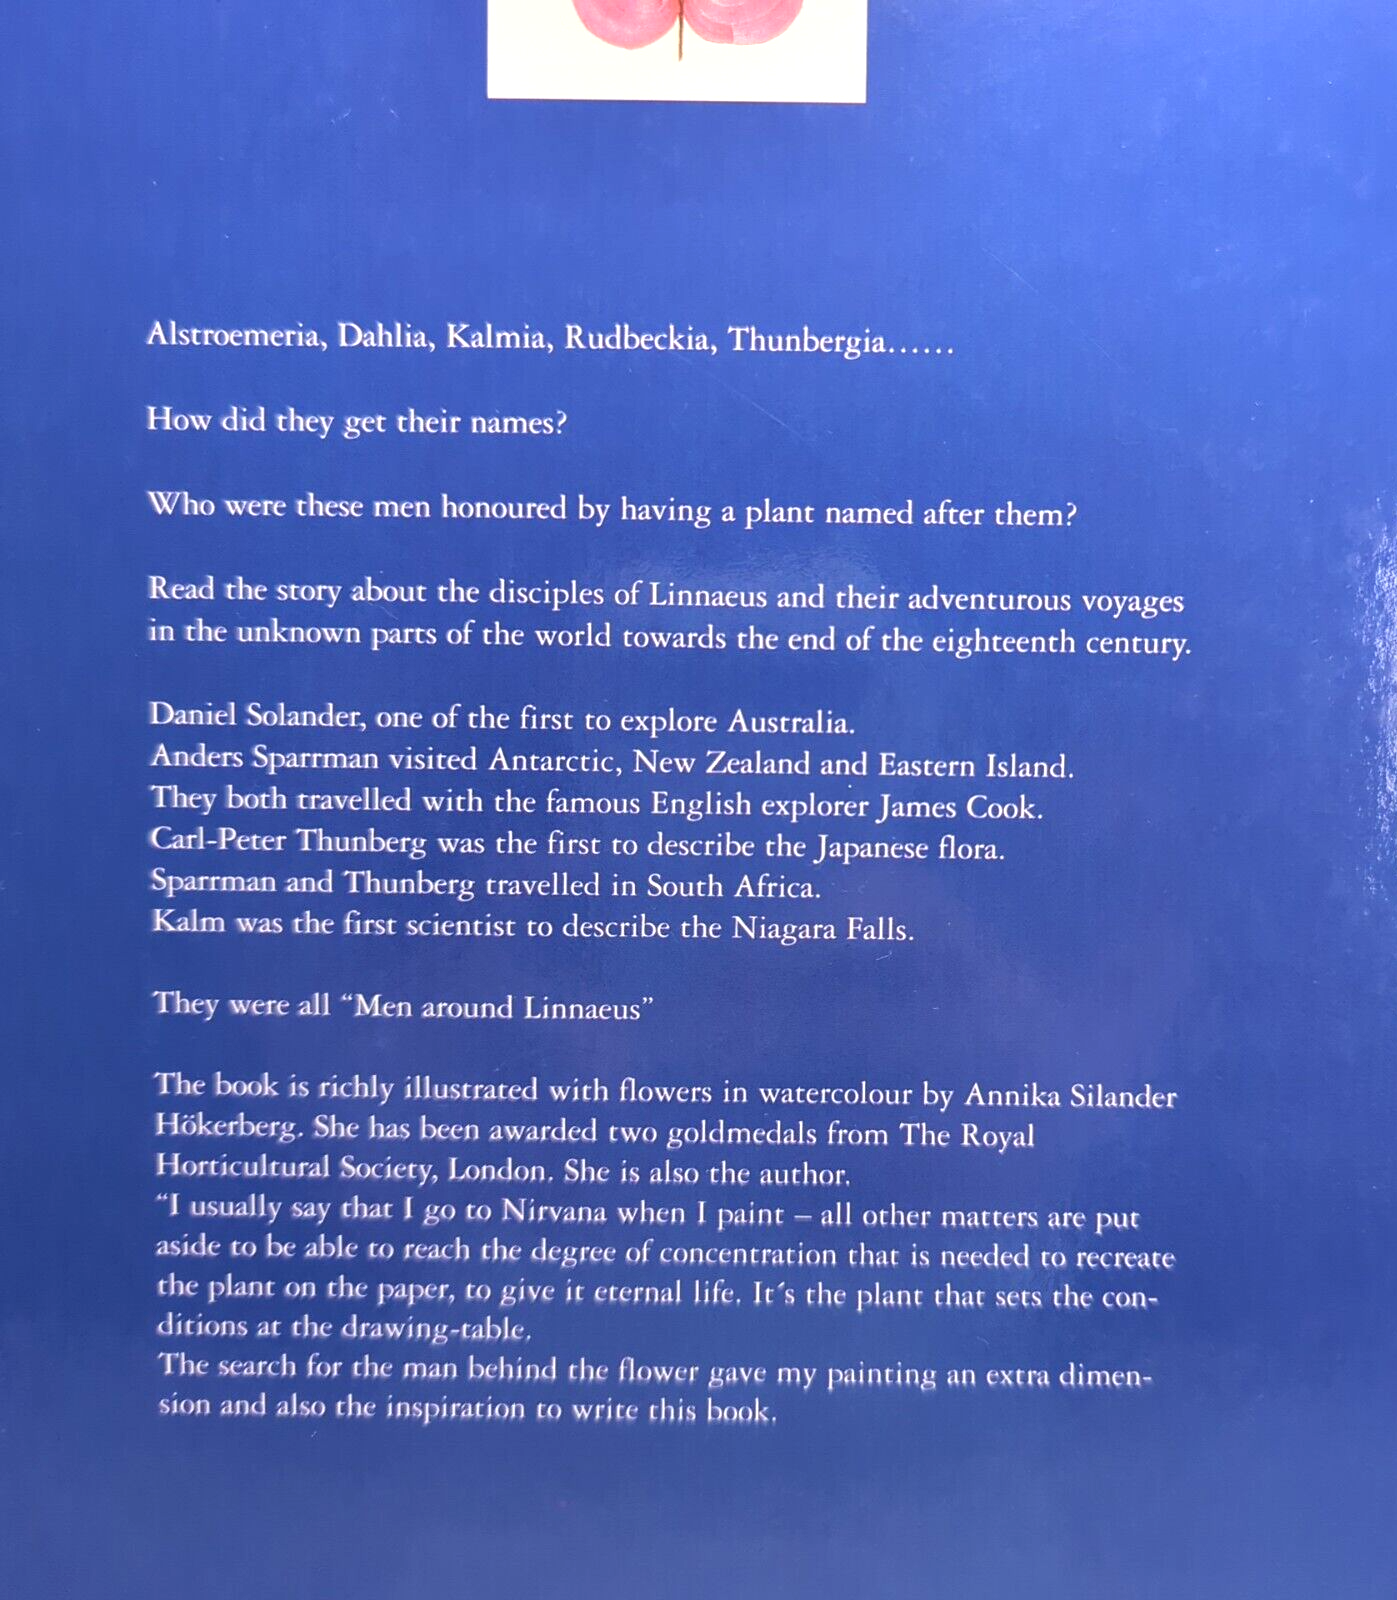 Alstroemeria, Dahlia, Kalmia, Rudbeckia, Thunbergia......
How did they get their names?
Who were these men honoured by having a plant named after them?
Read the story about the disciples of Linnaeus and their adventurous voyages
in the unknown parts of the world towards the end of the eighteenth century.
Daniel Solander, one of the first to explore Australia.
Anders Sparrman visited Antarctic, New Zealand and Eastern Island.
They both travelled with the famous English explorer James Cook.
Carl-Peter Thunberg was the first to describe the Japanese flora.
Sparrman and Thunberg travelled in South Africa.
Kalm was the first scientist to describe the Niagara Falls.
They were all “Men around Linnaeus”
The book is richly illustrated with flowers in watercolour by Annika Silander
Hökerberg. She has been awarded two goldmedals from The Royal
Horticultural Society, London. She is also the author.
“I usually say that I go to Nirvana when I paint – all other matters are put
aside to be able to reach the degree of concentration that is needed to recreate
the plant on the paper, to give it eternal life. It´s the plant that sets the con-
ditions at the drawing-table.
The search for the man behind the flower gave my painting an extra dimen-
sion and also the inspiration to write this book.